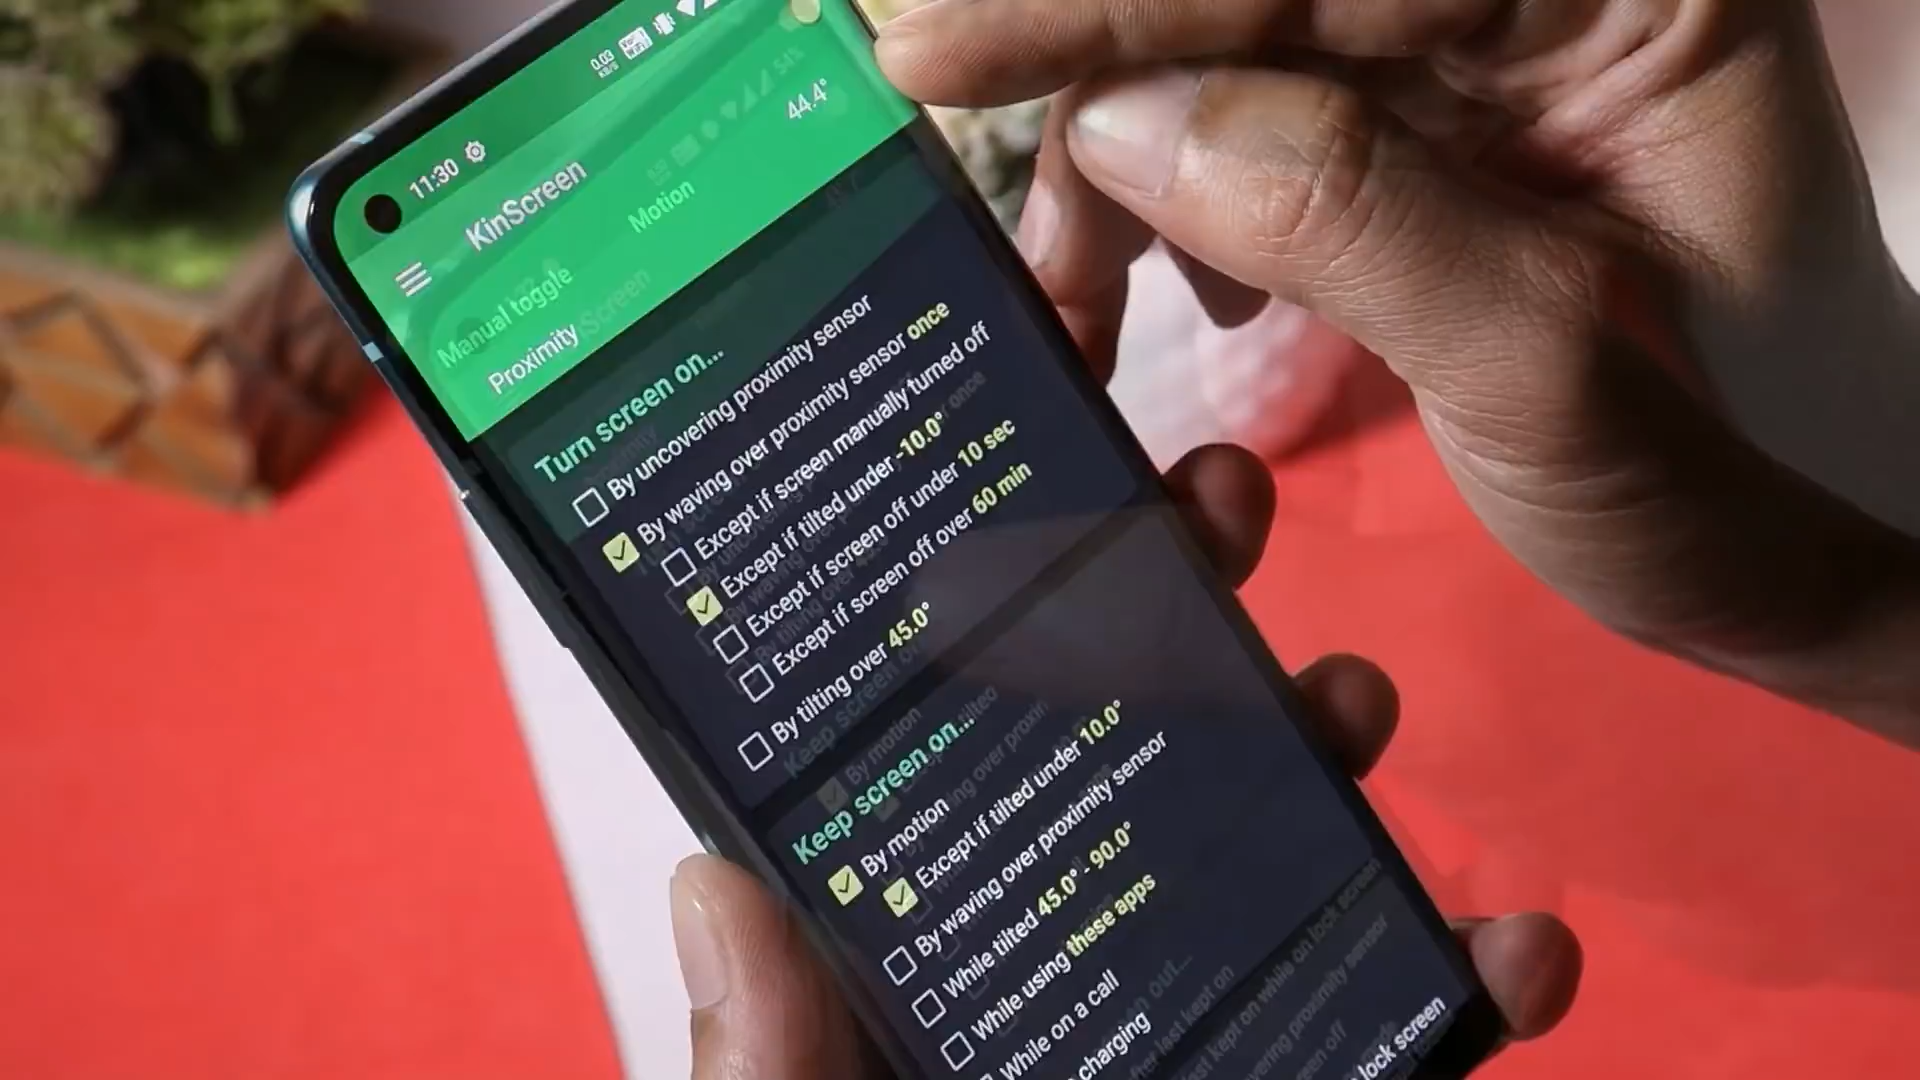 0.03
KB/S
11:30
KinScreen
44.4°
Manual toggle
Motion
Proximity
Turn screen on...
By uncovering proximity sensor
By waving over proximity sensor once
Except if screen manually turned off
Except if tilted under -10.0°
Except if screen off under 10 sec
Except if screen off over 60 min
By tilting over 45.0°
Keep screen on...
By motion
Except if tilted under 10.0°
By waving over proximity sensor
While tilted 45.0° - 90.0°
While using these apps
While on a call
charging
lock screen